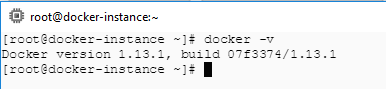 root@docker-instance:~
[root@docker-instance ~]# docker -v
Docker version 1.13.1, build 07f3374/1.13.1
[root@docker-instance ~]#